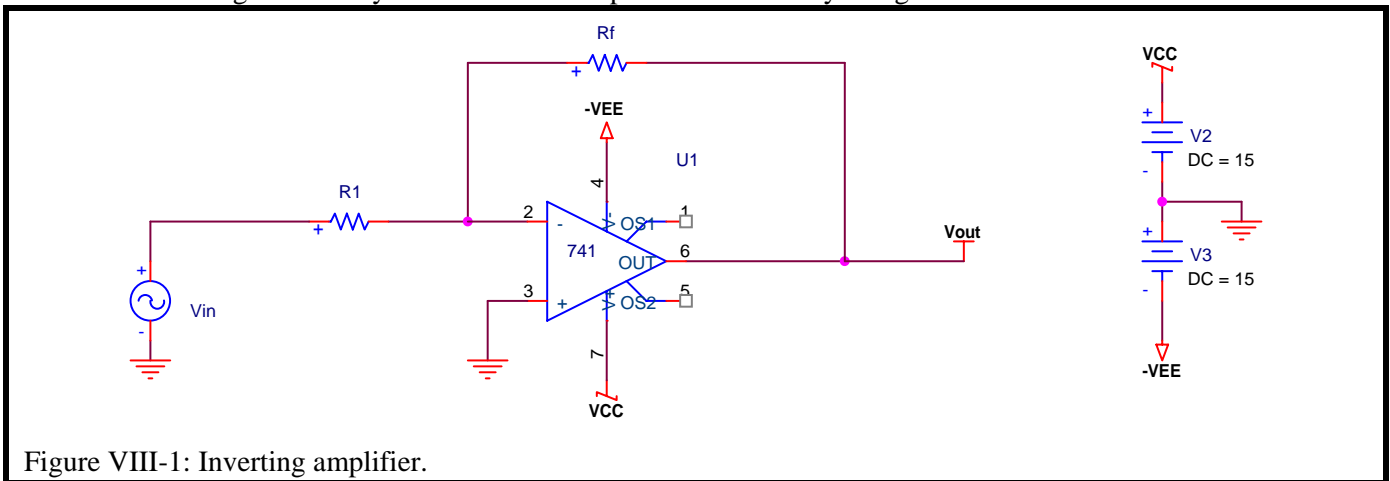 Rf
VCC
-VEE
+
+
V2
U1
DC = 15
-
4
R1
2
V-
OS1
1
+
-
741
6
Vout
+
OUT
V3
+
3
5
DC = 15
Vin
+
V+
OS2
-
-
7
-VEE
VCC
Figure VIII-1: Inverting amplifier.